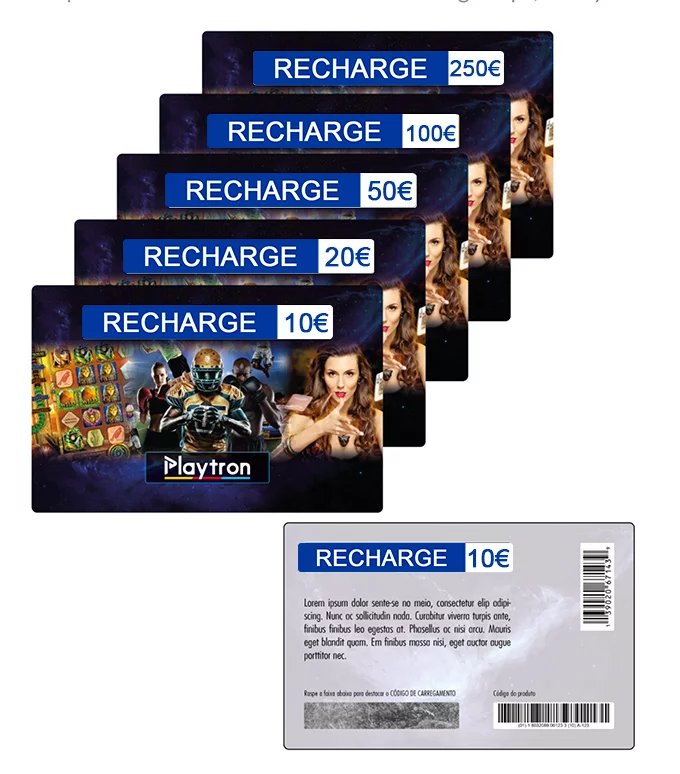 RECHARGE 250€
RECHARGE 100€
RECHARGE 50€
RECHARGE 20€
RECHARGE 10€
Playtron
RECHARGE 10€
Lorem ipsum dolor sente-se no meio, consectetur elip adipi-
scing. Nunc ac sollicitudin nada. Curabitur viverra turpis ante,
finibus finibus leo egestas at. Phasellus ac nisi arcu. Mauris
eget blandit quam. Em finibus massa nisi, eget auctor augue
porttitor nec.
Raspe a faixa abaixo para destacar o CÓDIGO DE CARREGAMENTO
Código do produto